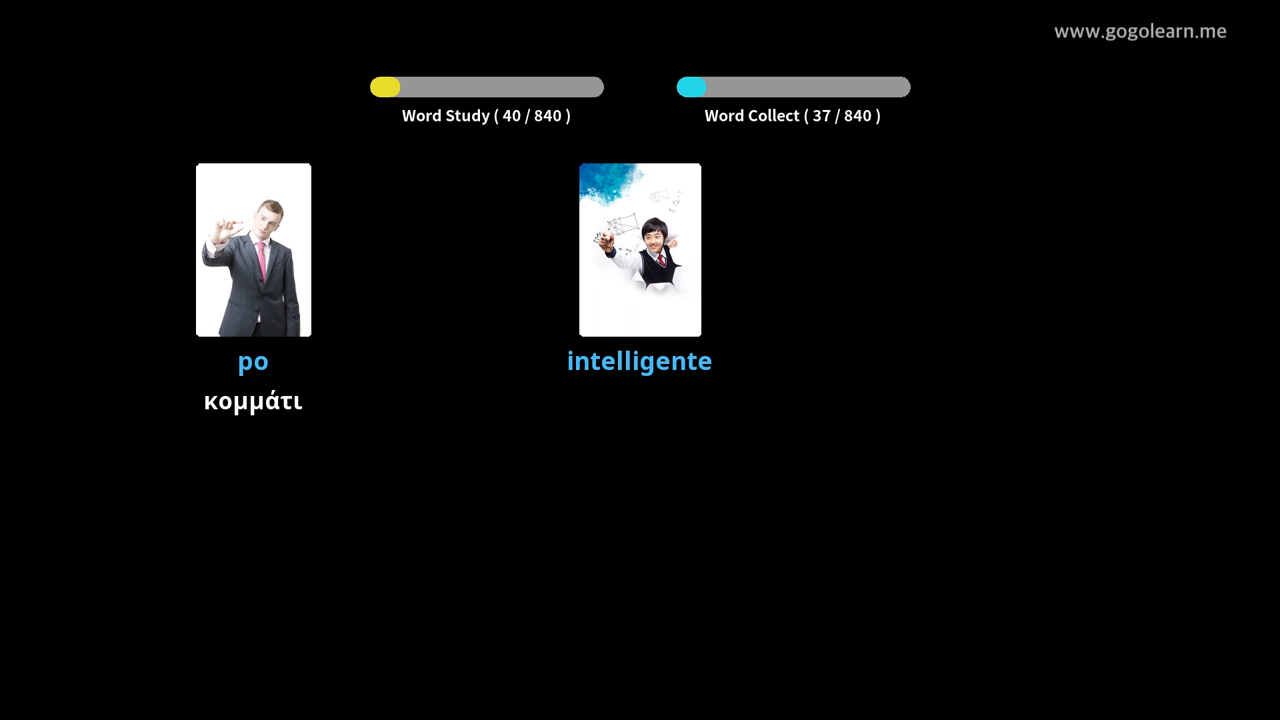 www.gogolearn.me
Word Study ( 40 / 840 )
Word Collect ( 37 / 840 )
po
κομμάτι
intelligente